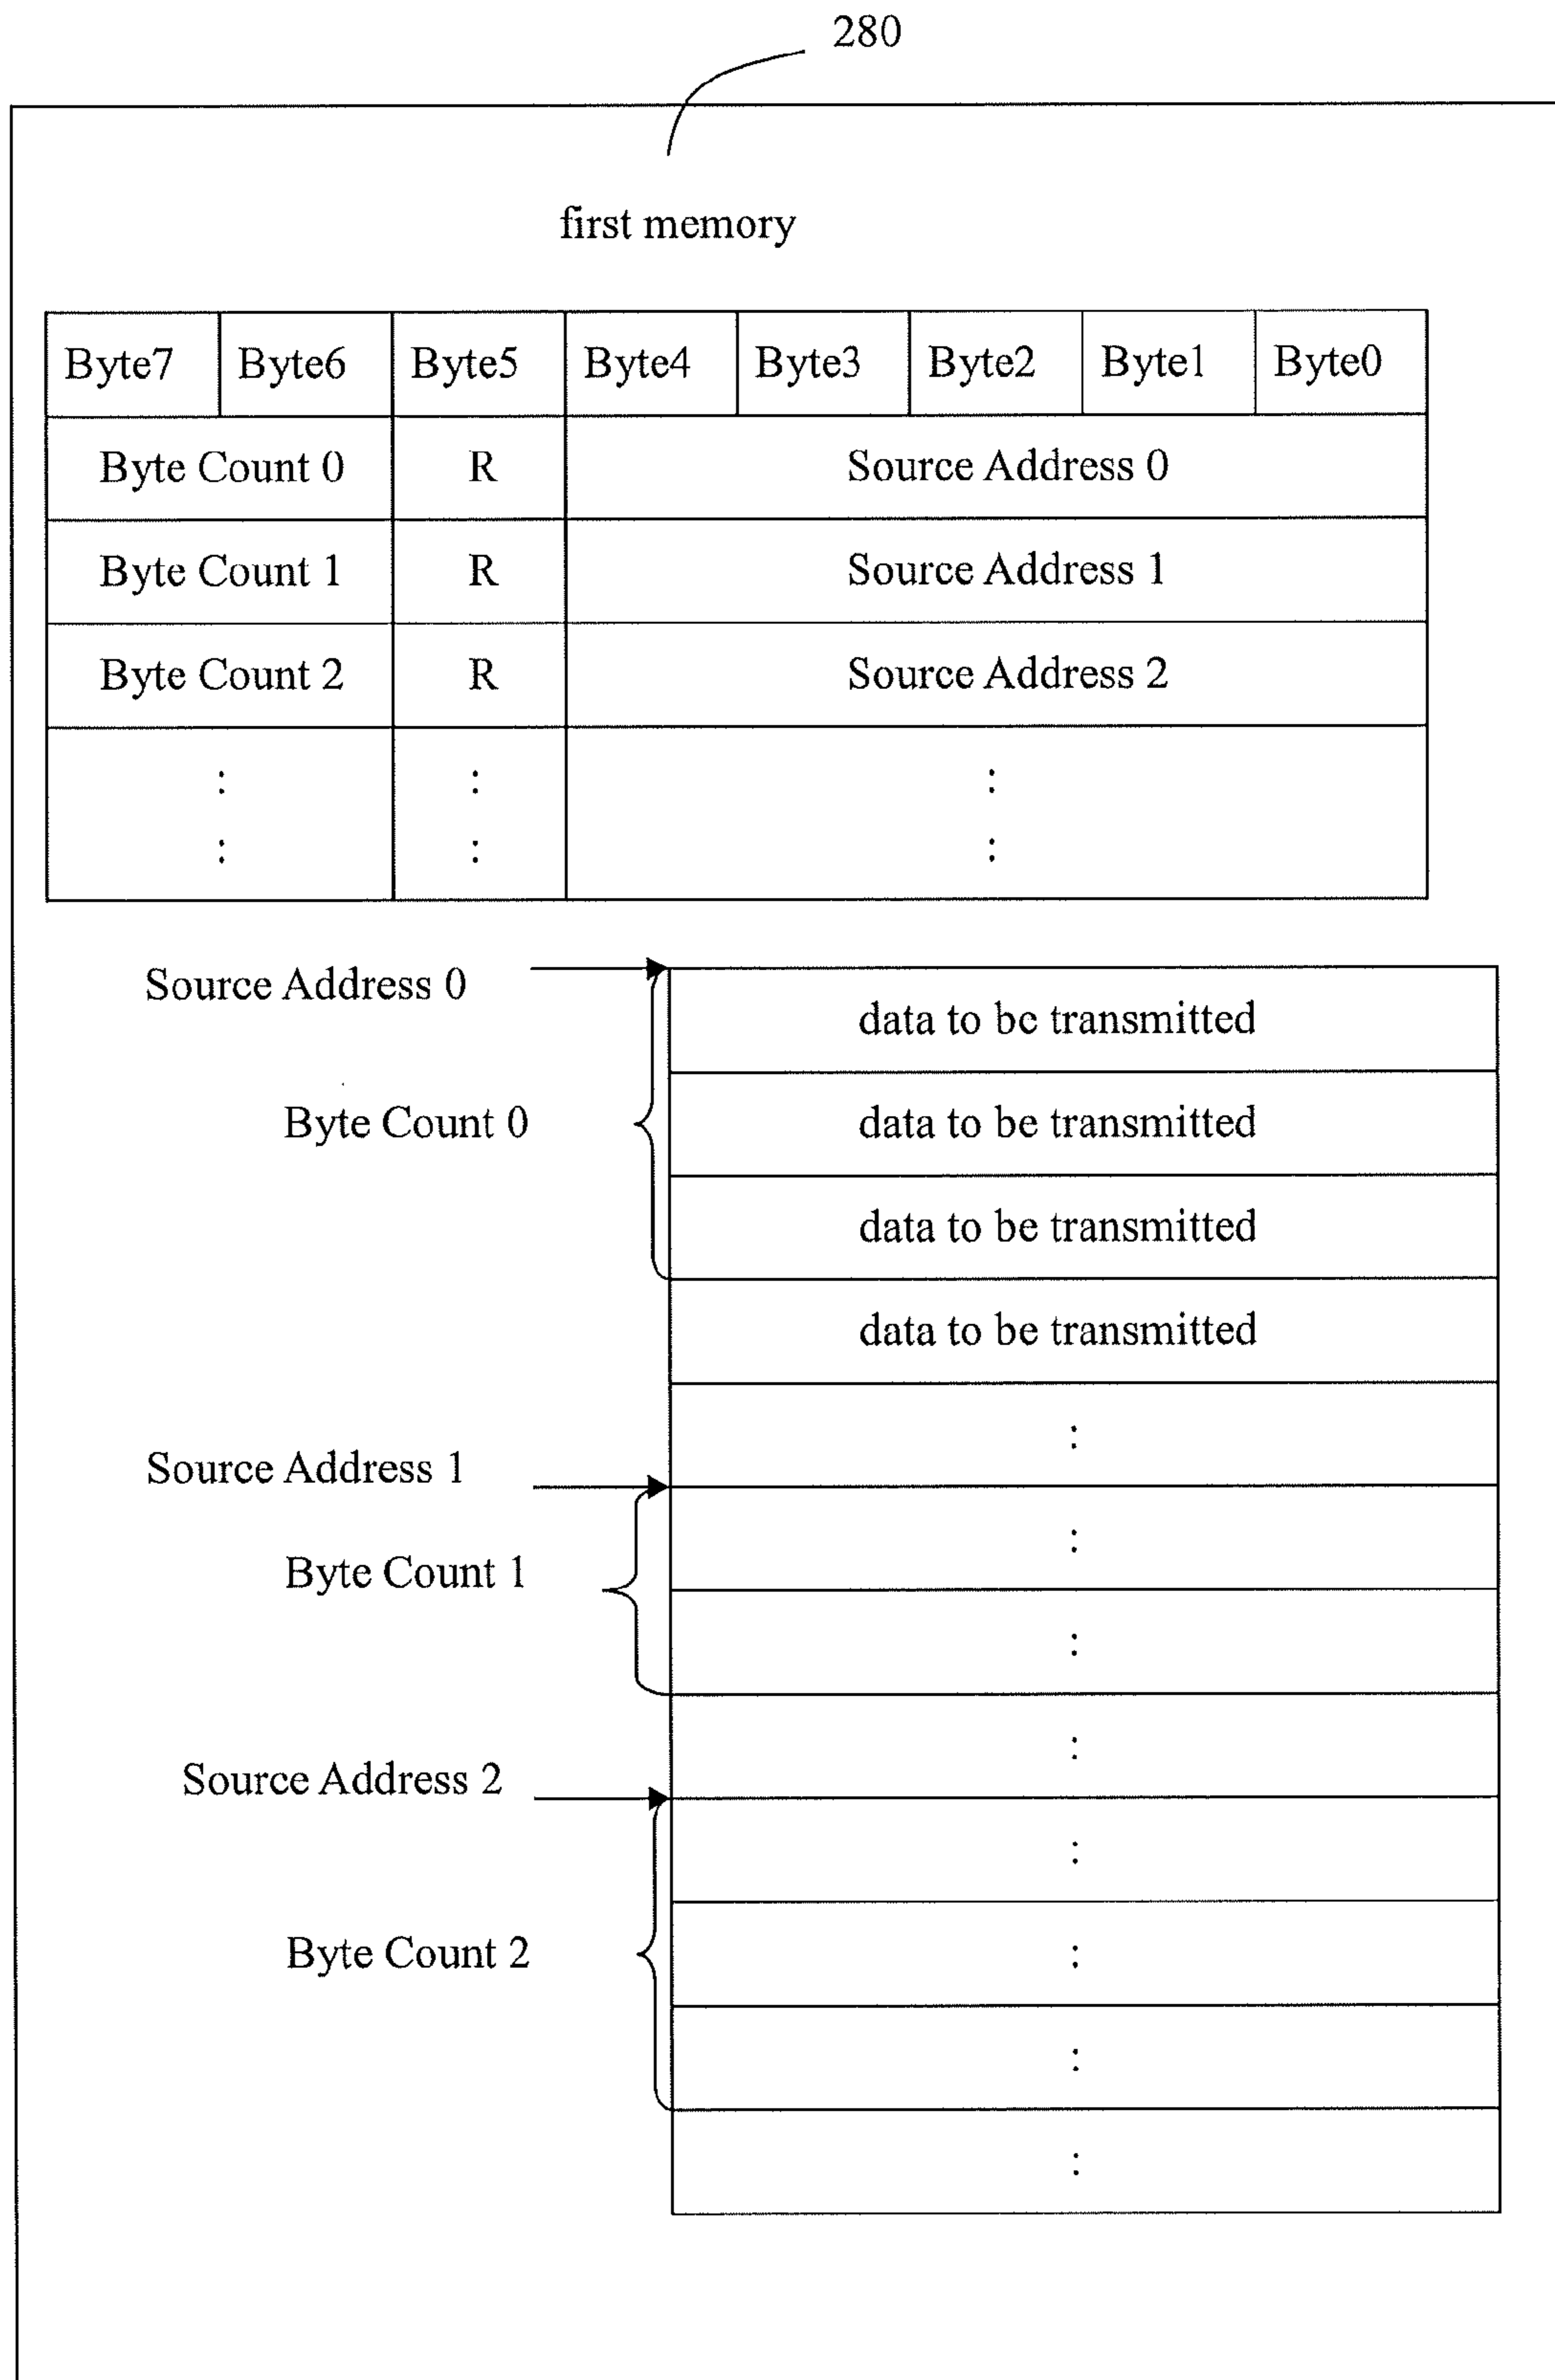 280
first memory
Byte7 Byte6 Byte5 Byte4 Byte3 Byte2 Byte1 Byte0
Byte Count 0 R Source Address 0
Byte Count 1 R Source Address 1
Byte Count 2 R Source Address 2
: : :
: : :
Source Address 0
data to be transmitted
Byte Count 0 data to be transmitted
data to be transmitted
data to be transmitted
:
Source Address 1
:
Byte Count 1
:
:
Source Address 2
:
Byte Count 2 :
:
: